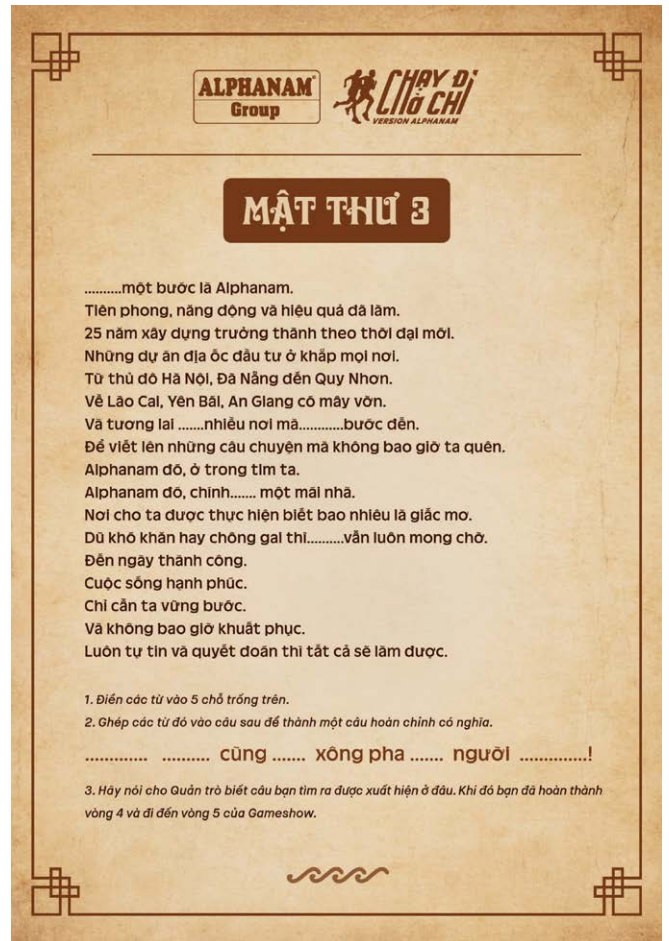 ALPHANAM
Group
CHẠY ĐI
CHỜ CHI
VERSION ALPHANAM
MẬT THƯ 3
..........một bước là Alphanam.
Tiên phong, năng động và hiệu quả đã làm.
25 năm xây dựng trưởng thành theo thời đại mới.
Những dự án địa ốc đầu tư ở khắp mọi nơi.
Từ thủ đô Hà Nội, Đà Nẵng đến Quy Nhơn.
Về Lào Cai, Yên Bái, An Giang có mây vờn.
Và tương lai .......nhiều nơi mà............bước đến.
Để viết lên những câu chuyện mà không bao giờ ta quên.
Alphanam đó, ở trong tim ta.
Alphanam đó, chính....... một mái nhà.
Nơi cho ta được thực hiện biết bao nhiêu là giấc mơ.
Dù khó khăn hay chông gai thì..........vẫn luôn mong chờ.
Đến ngày thành công.
Cuộc sống hạnh phúc.
Chỉ cần ta vững bước.
Và không bao giờ khuất phục.
Luôn tự tin và quyết đoán thì tất cả sẽ làm được.
1. Điền các từ vào 5 chỗ trống trên.
2. Ghép các từ đó vào câu sau để thành một câu hoàn chỉnh có nghĩa.
............. .......... cũng ....... xông pha ....... người ..............!
3. Hãy nói cho Quản trò biết câu bạn tìm ra được xuất hiện ở đâu. Khi đó bạn đã hoàn thành
vòng 4 và đi đến vòng 5 của Gameshow.